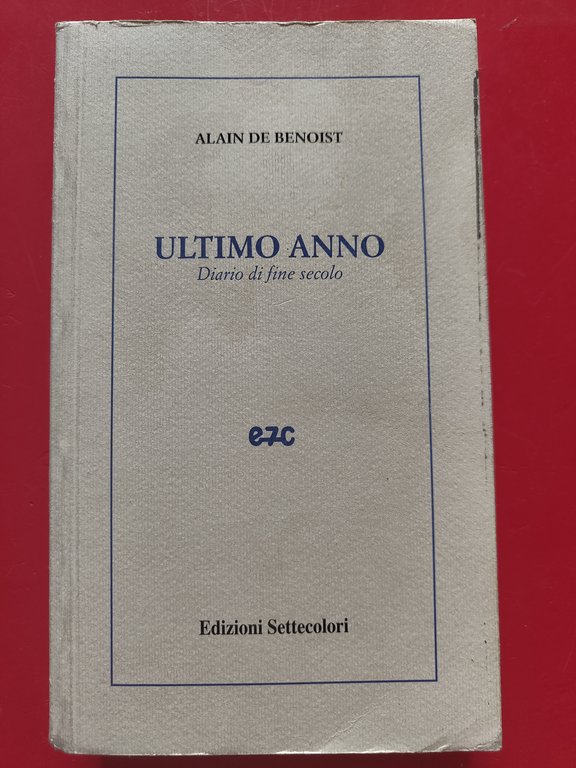 ALAIN DE BENOIST
ULTIMO ANNO
Diario di fine secolo
e7c
Edizioni Settecolori